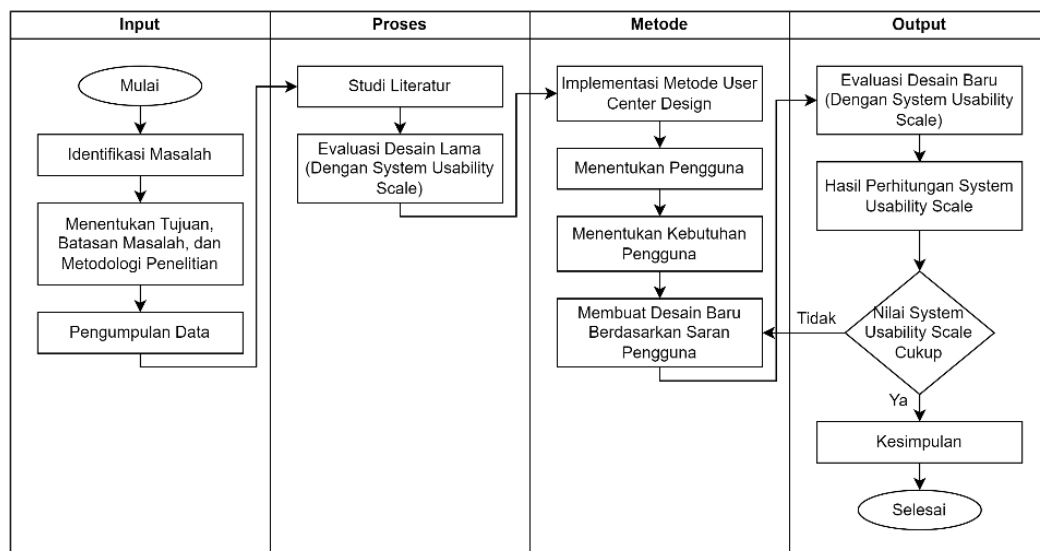 Input
Mulai
Identifikasi Masalah
Menentukan Tujuan,
Batasan Masalah, dan
Metodologi Penelitian
Pengumpulan Data
Proses
Studi Literatur
Evaluasi Desain Lama
(Dengan System Usability
Scale)
Metode
Implementasi Metode User
Center Design
Menentukan Pengguna
Menentukan Kebutuhan
Pengguna
Membuat Desain Baru
Berdasarkan Saran
Pengguna
Output
Evaluasi Desain Baru
(Dengan System Usability
Scale)
Hasil Perhitungan System
Usability Scale
Nilai System
Usability Scale
Cukup
Tidak
Ya
Kesimpulan
Selesai